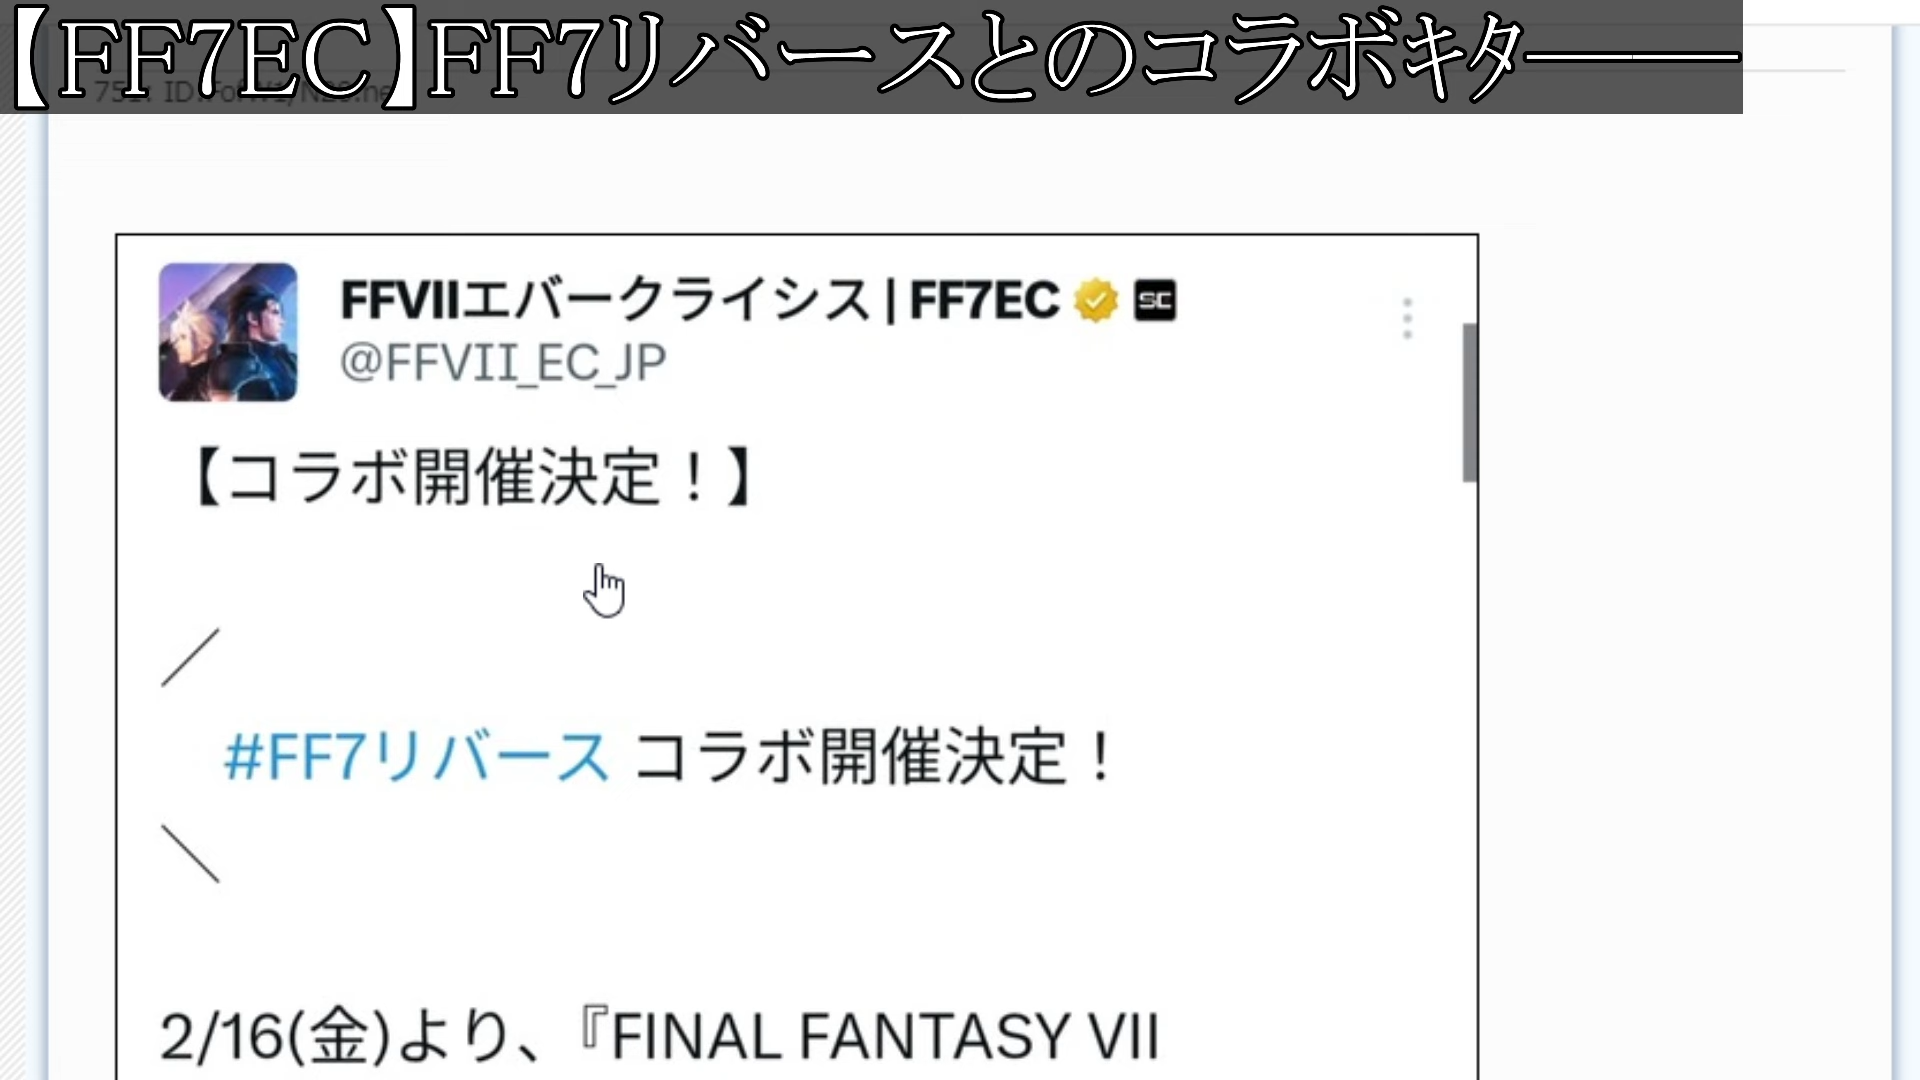 【FF7EC】FF7リバースとのコラボｷﾀ━━━
FFVIIエバークライシス | FF7EC SC
@FFVII_EC_JP
【コラボ開催決定！】
／
#FF7リバース コラボ開催決定！
＼
2/16(金)より、『FINAL FANTASY VII